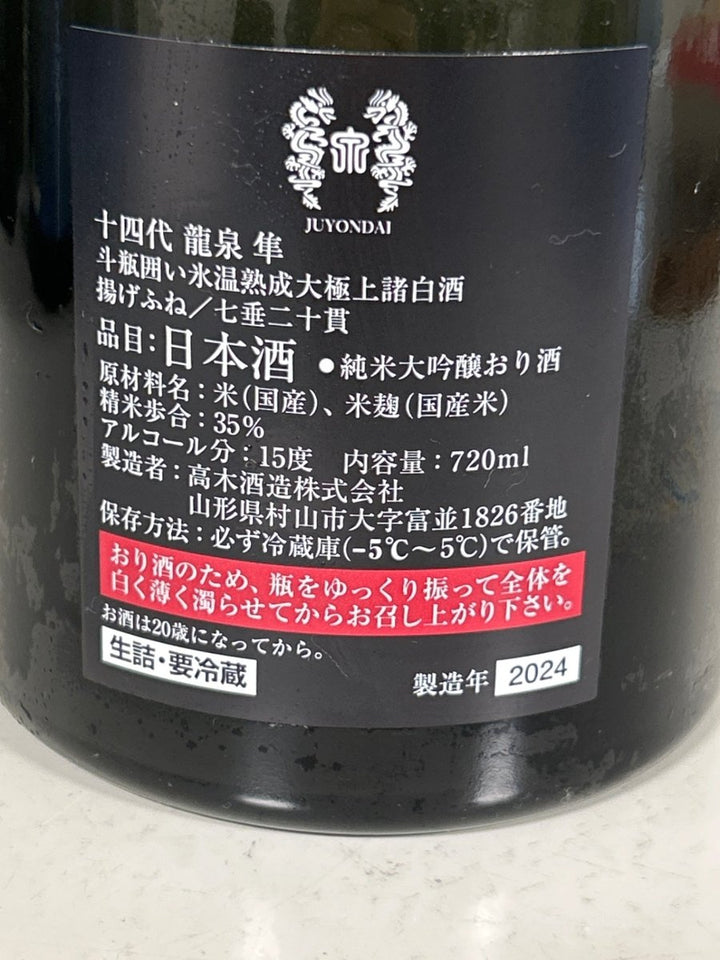 JUYONDAI
十四代 龍泉 隼
斗瓶囲い氷温熟成大極上諸白酒
揚げふね／七垂二十貫
品目：日本酒 ●純米大吟醸おり酒
原材料名：米(国産)、米麹(国産米)
精米歩合：35%
アルコール分：15度 内容量：720ml
製造者：高木酒造株式会社
山形県村山市大字富並1826番地
保存方法：必ず冷蔵庫(-5℃〜5℃)で保管。
おり酒のため、瓶をゆっくり振って全体を
白く薄く濁らせてからお召し上がり下さい。
お酒は20歳になってから。
生詰・要冷蔵
製造年 2024